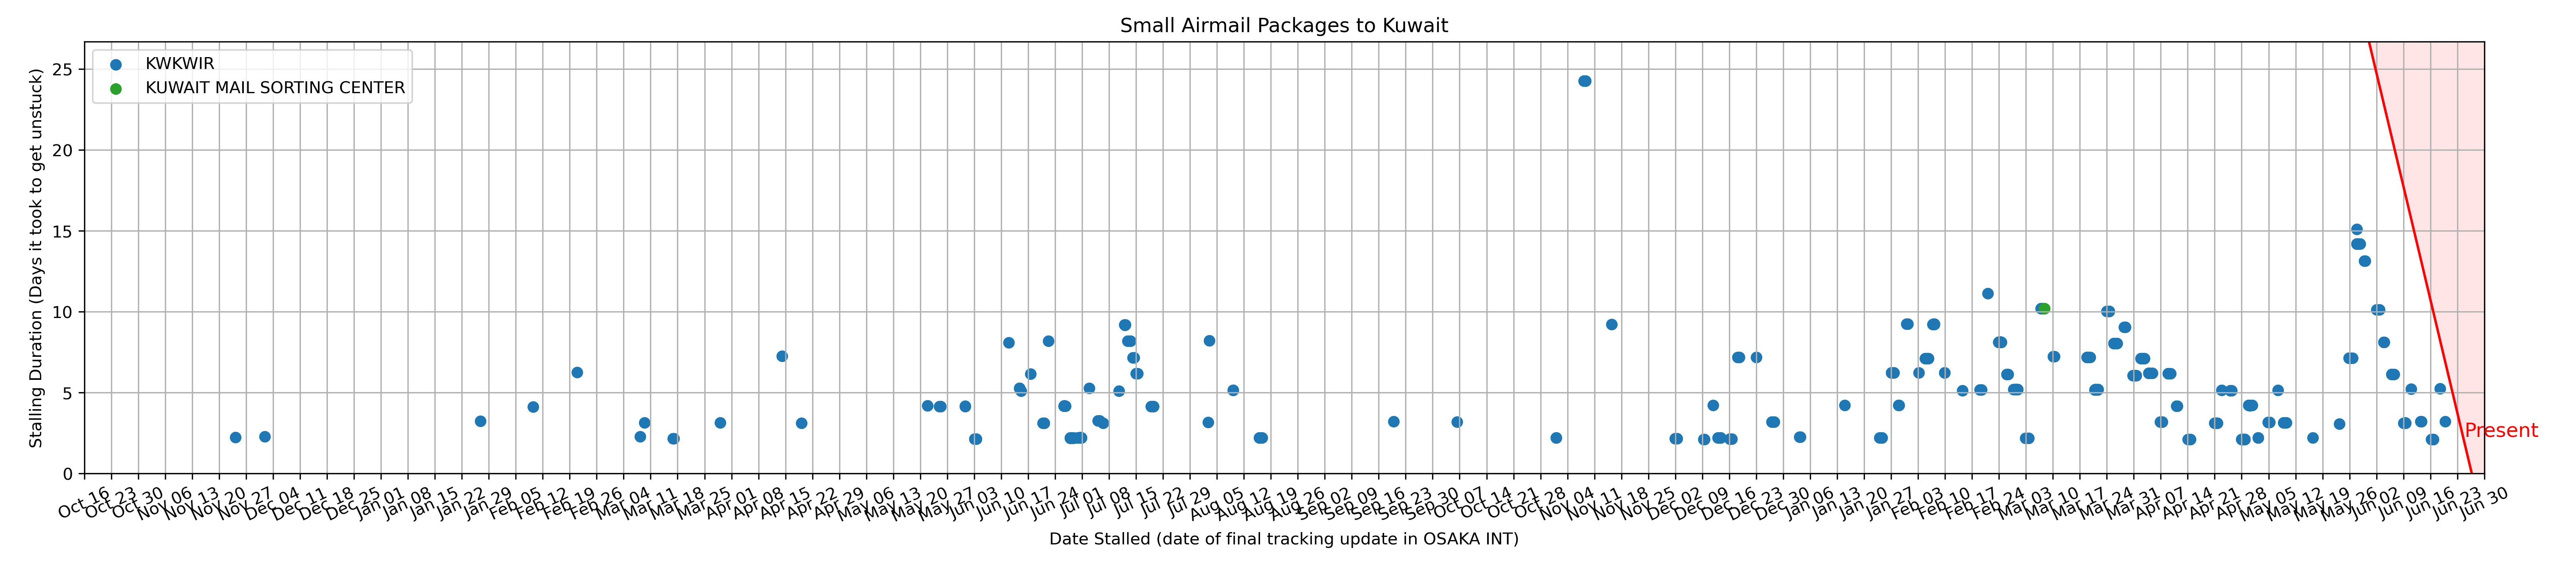 Small Airmail Packages to Kuwait
KWKWIR
KUWAIT MAIL SORTING CENTER
Stalling Duration (Days it took to get unstuck)
25
20
15
10
5
0
Present
Oct 16
Oct 23
Oct 30
Nov 06
Nov 13
Nov 20
Nov 27
Dec 04
Dec 11
Dec 18
Dec 25
Jan 01
Jan 08
Jan 15
Jan 22
Jan 29
Feb 05
Feb 12
Feb 19
Feb 26
Mar 04
Mar 11
Mar 18
Mar 25
Apr 01
Apr 08
Apr 15
Apr 22
Apr 29
May 06
May 13
May 20
May 27
Jun 03
Jun 10
Jun 17
Jun 24
Jul 01
Jul 08
Jul 15
Jul 22
Jul 29
Aug 05
Aug 12
Aug 19
Aug 26
Sep 02
Sep 09
Sep 16
Sep 23
Sep 30
Oct 07
Oct 14
Oct 21
Oct 28
Nov 04
Nov 11
Nov 18
Nov 25
Dec 02
Dec 09
Dec 16
Dec 23
Dec 30
Jan 06
Jan 13
Jan 20
Jan 27
Feb 03
Feb 10
Feb 17
Feb 24
Mar 03
Mar 10
Mar 17
Mar 24
Mar 31
Apr 07
Apr 14
Apr 21
Apr 28
May 05
May 12
May 19
May 26
Jun 02
Jun 09
Jun 16
Jun 23
Jun 30
Date Stalled (date of final tracking update in OSAKA INT)